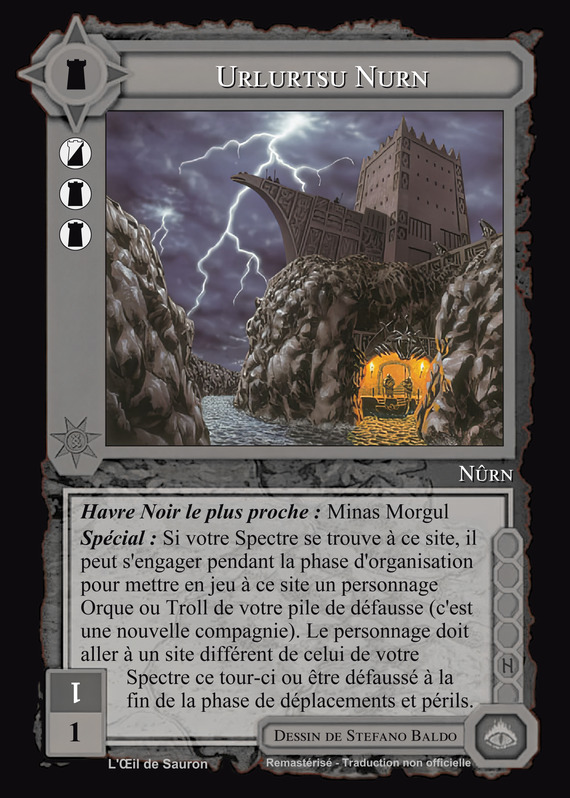 Urlurtsu Nurn
Nûrn
Havre Noir le plus proche : Minas Morgul
Spécial : Si votre Spectre se trouve à ce site, il
peut s'engager pendant la phase d'organisation
pour mettre en jeu à ce site un personnage
Orque ou Troll de votre pile de défausse (c'est
une nouvelle compagnie). Le personnage doit
aller à un site différent de celui de votre
Spectre ce tour-ci ou être défaussé à la
fin de la phase de déplacements et périls.
1
1
Dessin de Stefano Baldo
L'Œil de Sauron
Remastérisé - Traduction non officielle